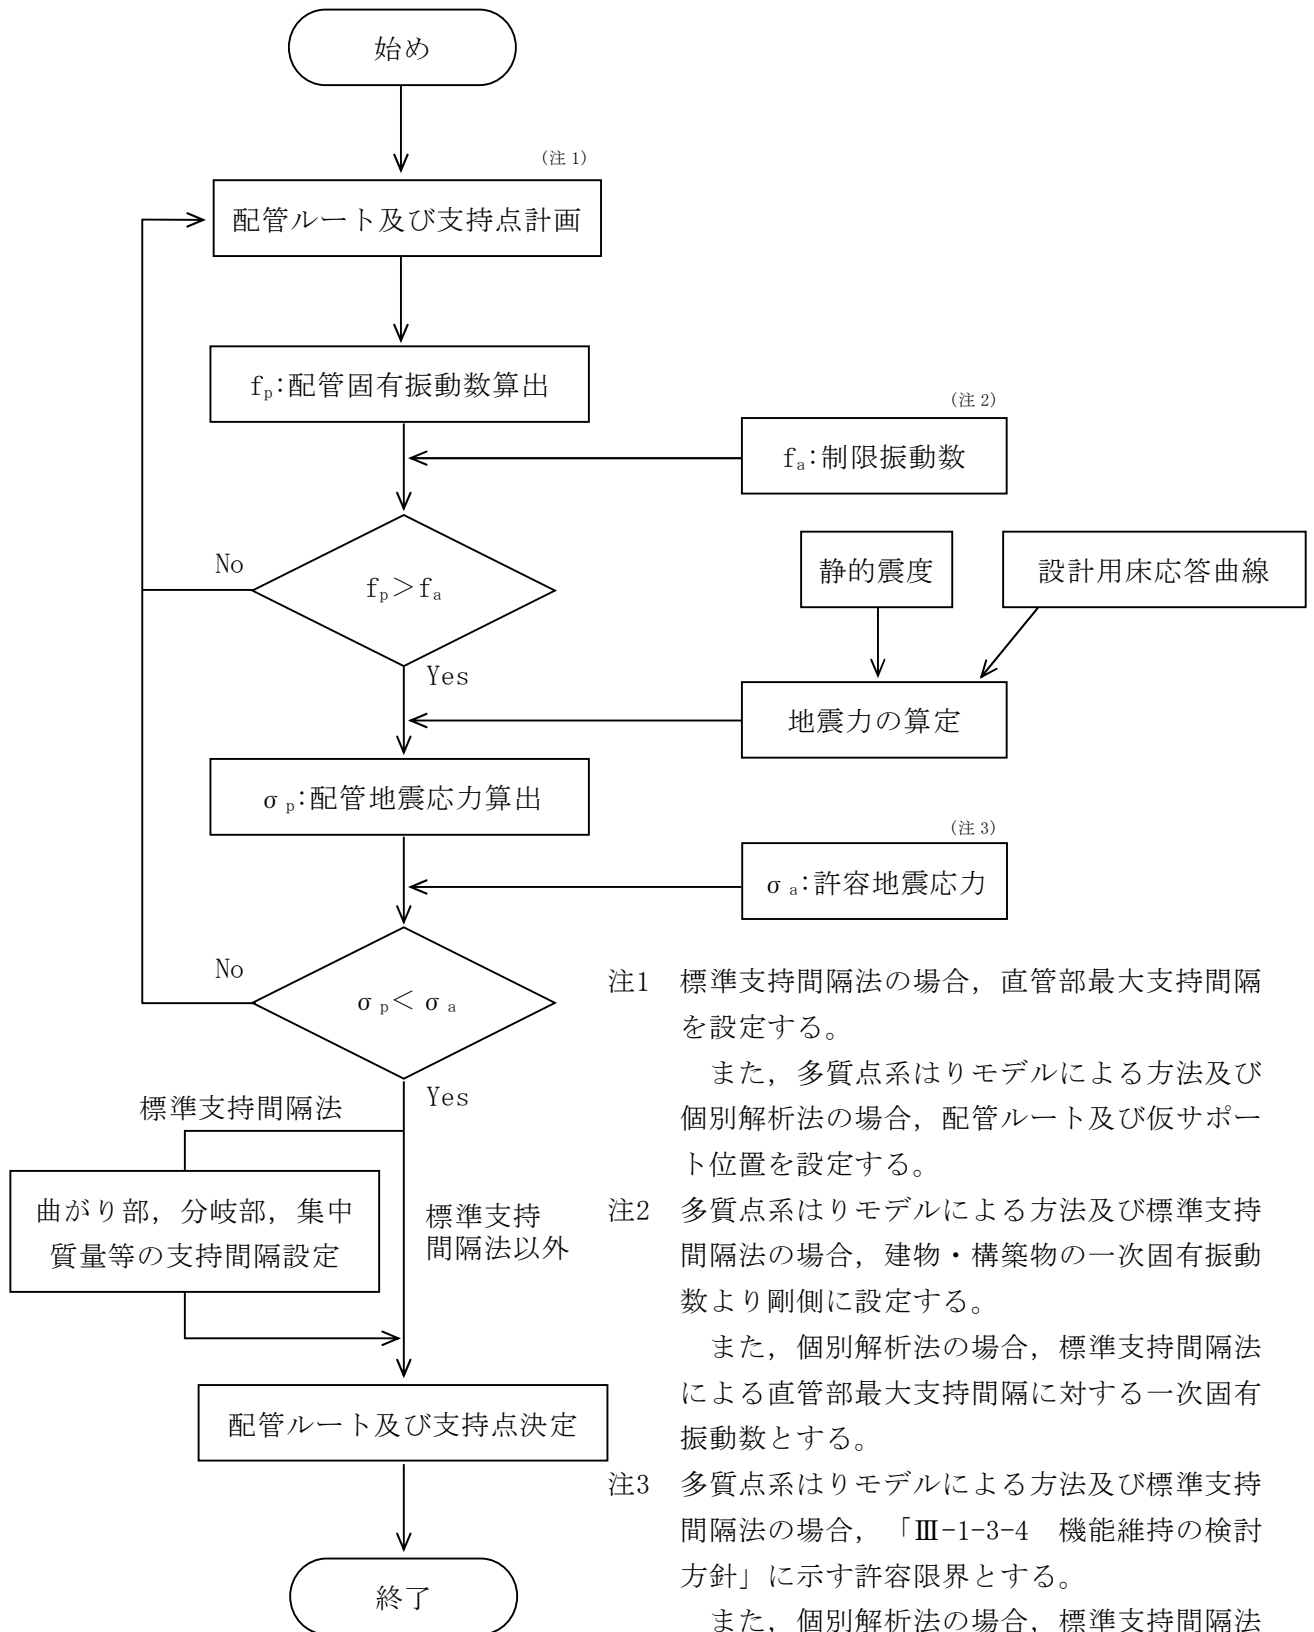 始め
(注 1)
配管ルート及び支持点計画
fp:配管固有振動数算出
(注 2)
fa:制限振動数
No
fp＞fa
静的震度
設計用床応答曲線
Yes
地震力の算定
σp:配管地震応力算出
(注 3)
σa:許容地震応力
No
σp＜σa
Yes
標準支持間隔法
曲がり部，分岐部，集中
質量等の支持間隔設定
標準支持
間隔法以外
配管ルート及び支持点決定
終了
注1　標準支持間隔法の場合，直管部最大支持間隔
を設定する。
また，多質点系はりモデルによる方法及び
個別解析法の場合，配管ルート及び仮サポー
ト位置を設定する。
注2　多質点系はりモデルによる方法及び標準支持
間隔法の場合，建物・構築物の一次固有振動
数より剛側に設定する。
また，個別解析法の場合，標準支持間隔法
による直管部最大支持間隔に対する一次固有
振動数とする。
注3　多質点系はりモデルによる方法及び標準支持
間隔法の場合，「Ⅲ-1-3-4　機能維持の検討
方針」に示す許容限界とする。
また，個別解析法の場合，標準支持間隔法